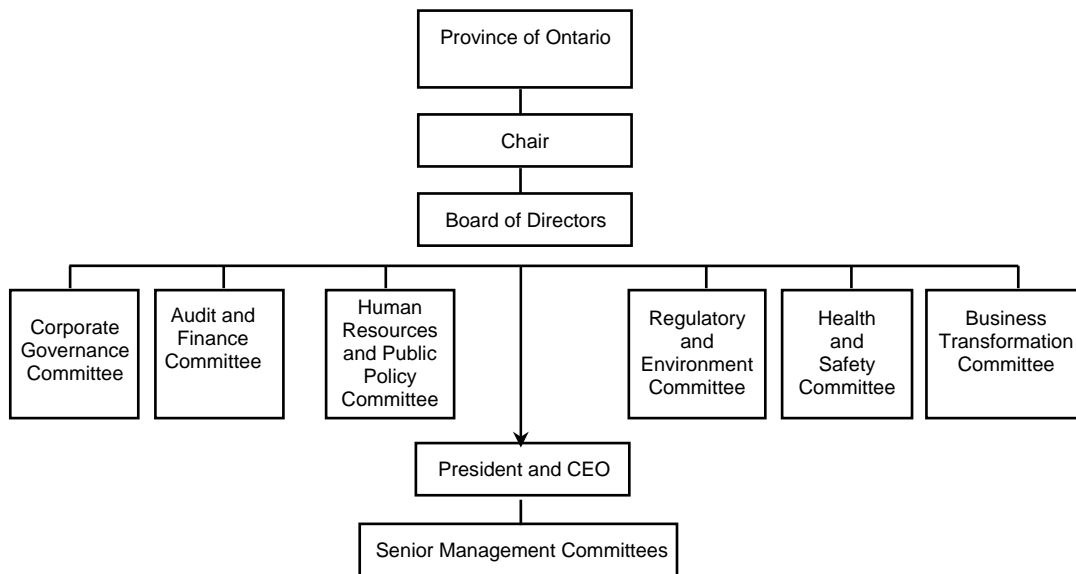 Province of Ontario
Chair
Board of Directors
Corporate
Governance
Committee
Audit and
Finance
Committee
Human
Resources
and Public
Policy
Committee
Regulatory
and
Environment
Committee
Health
and
Safety
Committee
Business
Transformation
Committee
President and CEO
Senior Management Committees